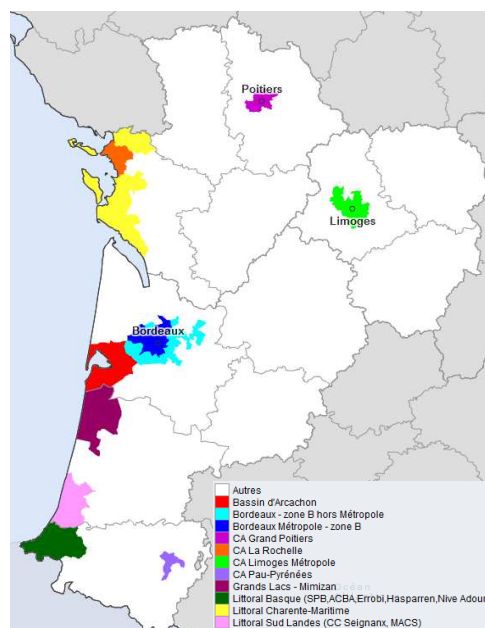 Poitiers
Limoges
Bordeaux
Autres
Bassin d'Arcachon
Bordeaux - zone B hors Métropole
Bordeaux Métropole - zone B
CA Grand Poitiers
CA La Rochelle
CA Limoges Métropole
CA Pau-Pyrénées
Grands Lacs - Mimizan
Littoral Basque (SPB,ACBA,Errobi,Hasparren,Nive Adour
Littoral Charente-Maritime
Littoral Sud Landes (CC Seignanx, MACS)